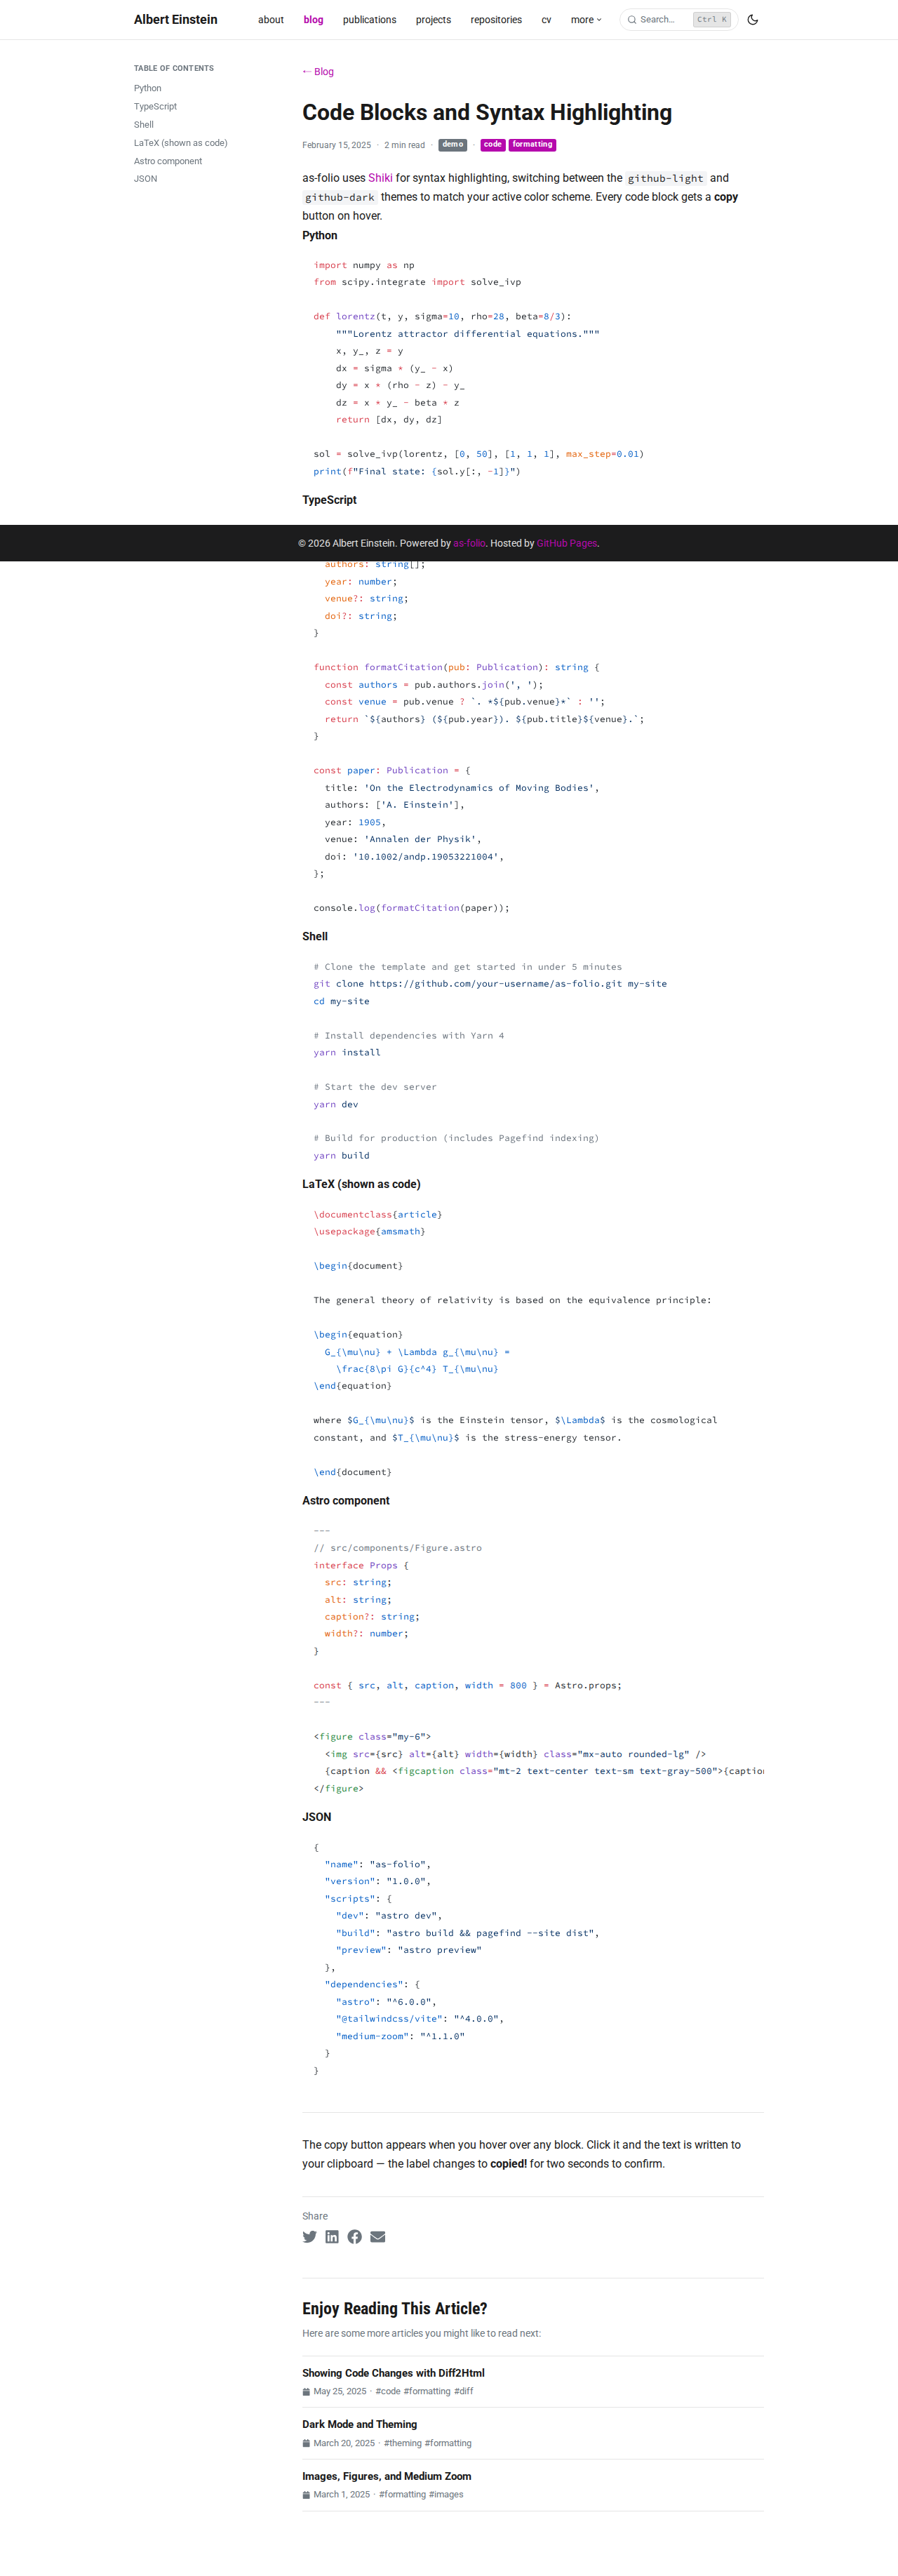 Albert Einstein
about
blog
publications
projects
repositories
cv
more
Search...
Ctrl K
TABLE OF CONTENTS
Python
TypeScript
Shell
LaTeX (shown as code)
Astro component
JSON
← Blog
Code Blocks and Syntax Highlighting
February 15, 2025 · 2 min read · demo · code formatting
as-folio uses Shiki for syntax highlighting, switching between the github-light and
github-dark themes to match your active color scheme. Every code block gets a copy
button on hover.
Python
import numpy as np
from scipy.integrate import solve_ivp
def lorentz(t, y, sigma=10, rho=28, beta=8/3):
    """Lorentz attractor differential equations."""
    x, y_, z = y
    dx = sigma * (y_ - x)
    dy = x * (rho - z) - y_
    dz = x * y_ - beta * z
    return [dx, dy, dz]
sol = solve_ivp(lorentz, [0, 50], [1, 1, 1], max_step=0.01)
print(f"Final state: {sol.y[:, -1]}")
TypeScript
© 2026 Albert Einstein. Powered by as-folio. Hosted by GitHub Pages.
  authors: string[];
  year: number;
  venue?: string;
  doi?: string;
}
function formatCitation(pub: Publication): string {
  const authors = pub.authors.join(', ');
  const venue = pub.venue ? `. *${pub.venue}*` : '';
  return `${authors} (${pub.year}). ${pub.title}${venue}.`;
}
const paper: Publication = {
  title: 'On the Electrodynamics of Moving Bodies',
  authors: ['A. Einstein'],
  year: 1905,
  venue: 'Annalen der Physik',
  doi: '10.1002/andp.19053221004',
};
console.log(formatCitation(paper));
Shell
# Clone the template and get started in under 5 minutes
git clone https://github.com/your-username/as-folio.git my-site
cd my-site
# Install dependencies with Yarn 4
yarn install
# Start the dev server
yarn dev
# Build for production (includes Pagefind indexing)
yarn build
LaTeX (shown as code)
\documentclass{article}
\usepackage{amsmath}
\begin{document}
The general theory of relativity is based on the equivalence principle:
\begin{equation}
  G_{\mu\nu} + \Lambda g_{\mu\nu} =
    \frac{8\pi G}{c^4} T_{\mu\nu}
\end{equation}
where $G_{\mu\nu}$ is the Einstein tensor, $\Lambda$ is the cosmological
constant, and $T_{\mu\nu}$ is the stress-energy tensor.
\end{document}
Astro component
---
// src/components/Figure.astro
interface Props {
  src: string;
  alt: string;
  caption?: string;
  width?: number;
}
const { src, alt, caption, width = 800 } = Astro.props;
---
<figure class="my-6">
  <img src={src} alt={alt} width={width} class="mx-auto rounded-lg" />
  {caption && <figcaption class="mt-2 text-center text-sm text-gray-500">{caption
</figure>
JSON
{
  "name": "as-folio",
  "version": "1.0.0",
  "scripts": {
    "dev": "astro dev",
    "build": "astro build && pagefind --site dist",
    "preview": "astro preview"
  },
  "dependencies": {
    "astro": "^6.0.0",
    "@tailwindcss/vite": "^4.0.0",
    "medium-zoom": "^1.1.0"
  }
}
The copy button appears when you hover over any block. Click it and the text is written to
your clipboard — the label changes to copied! for two seconds to confirm.
Share
Enjoy Reading This Article?
Here are some more articles you might like to read next:
Showing Code Changes with Diff2Html
May 25, 2025 · #code #formatting #diff
Dark Mode and Theming
March 20, 2025 · #theming #formatting
Images, Figures, and Medium Zoom
March 1, 2025 · #formatting #images